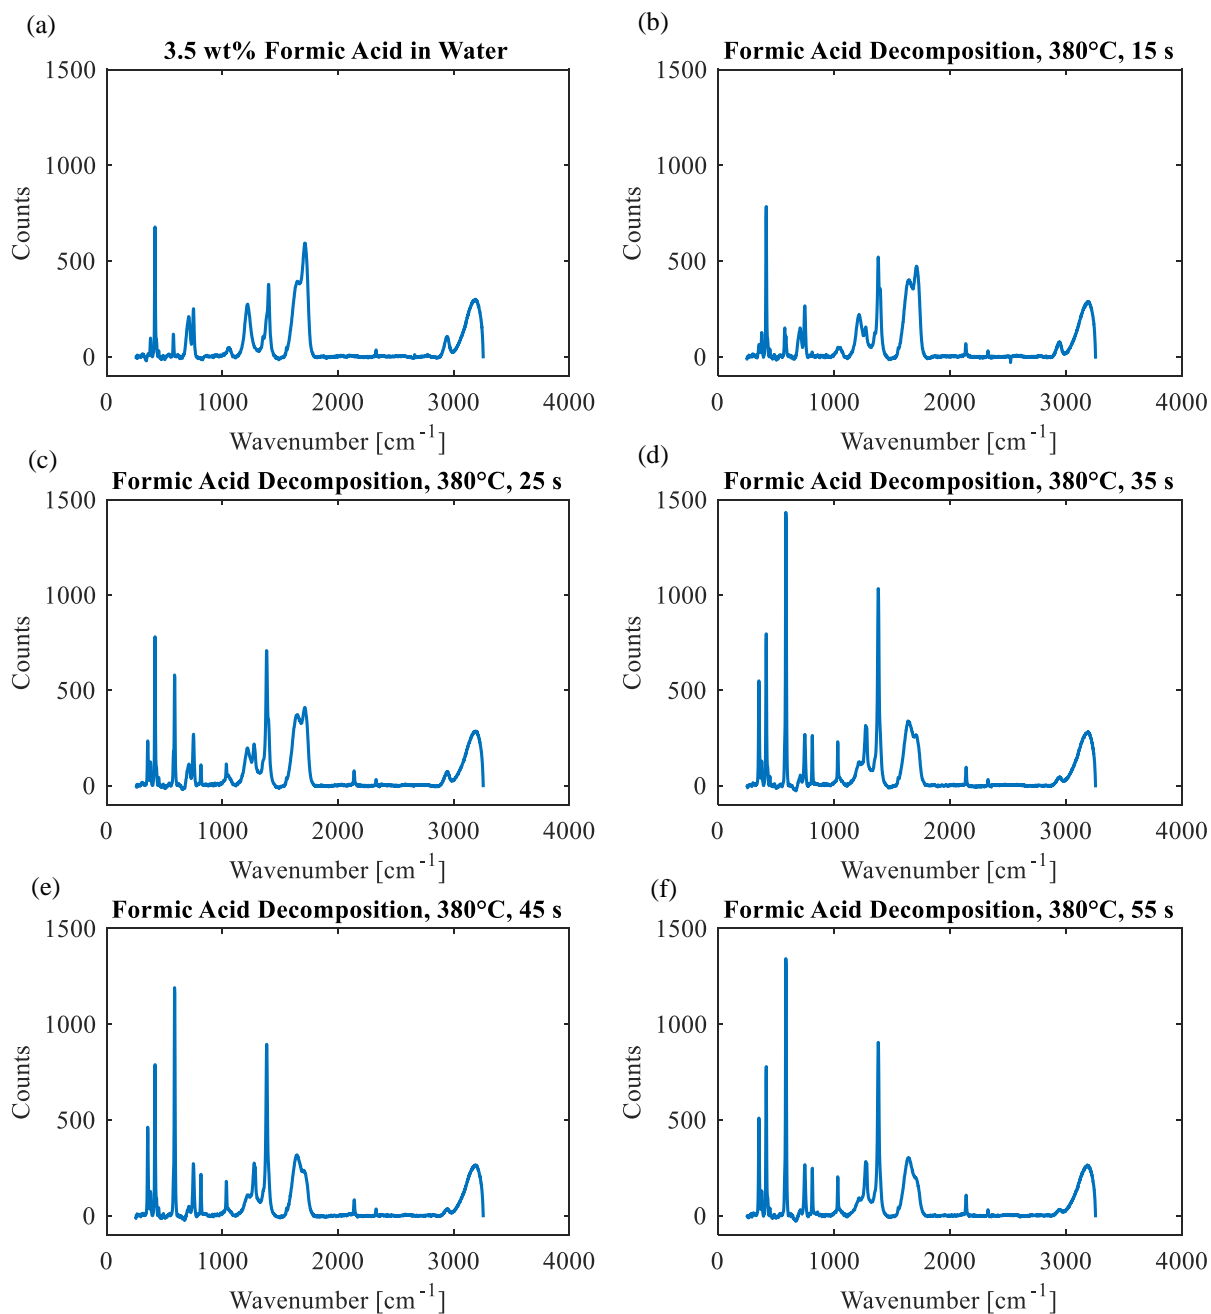 (a)
3.5 wt% Formic Acid in Water
1500
1000
500
0
Counts
0 1000 2000 3000 4000
Wavenumber [cm⁻¹]
(b)
Formic Acid Decomposition, 380°C, 15 s
1500
1000
500
0
Counts
0 1000 2000 3000 4000
Wavenumber [cm⁻¹]
(c)
Formic Acid Decomposition, 380°C, 25 s
1500
1000
500
0
Counts
0 1000 2000 3000 4000
Wavenumber [cm⁻¹]
(d)
Formic Acid Decomposition, 380°C, 35 s
1500
1000
500
0
Counts
0 1000 2000 3000 4000
Wavenumber [cm⁻¹]
(e)
Formic Acid Decomposition, 380°C, 45 s
1500
1000
500
0
Counts
0 1000 2000 3000 4000
Wavenumber [cm⁻¹]
(f)
Formic Acid Decomposition, 380°C, 55 s
1500
1000
500
0
Counts
0 1000 2000 3000 4000
Wavenumber [cm⁻¹]